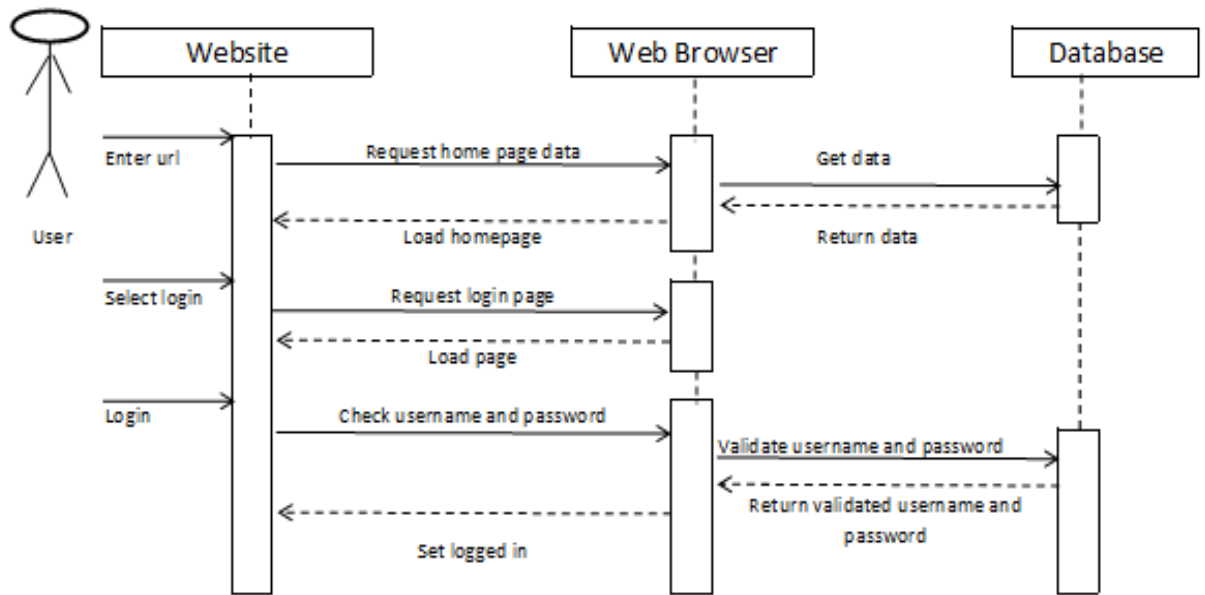 Website
Web Browser
Database
Enter url
Request home page data
Get data
User
Load homepage
Return data
Select login
Request login page
Load page
Login
Check username and password
Validate username and password
Return validated username and
password
Set logged in